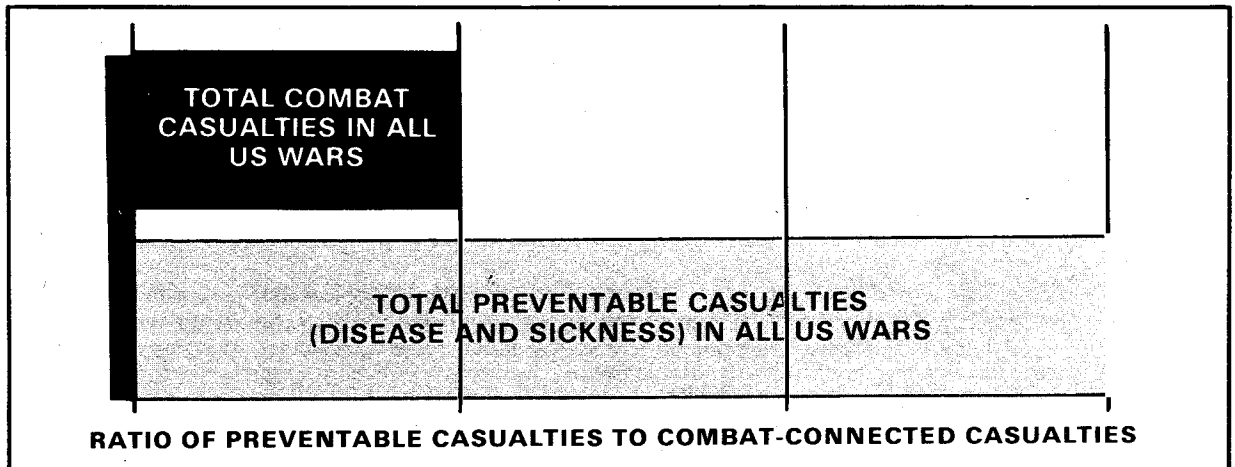 TOTAL COMBAT
CASUALTIES IN ALL
US WARS
TOTAL PREVENTABLE CASUALTIES
(DISEASE AND SICKNESS) IN ALL US WARS
RATIO OF PREVENTABLE CASUALTIES TO COMBAT-CONNECTED CASUALTIES